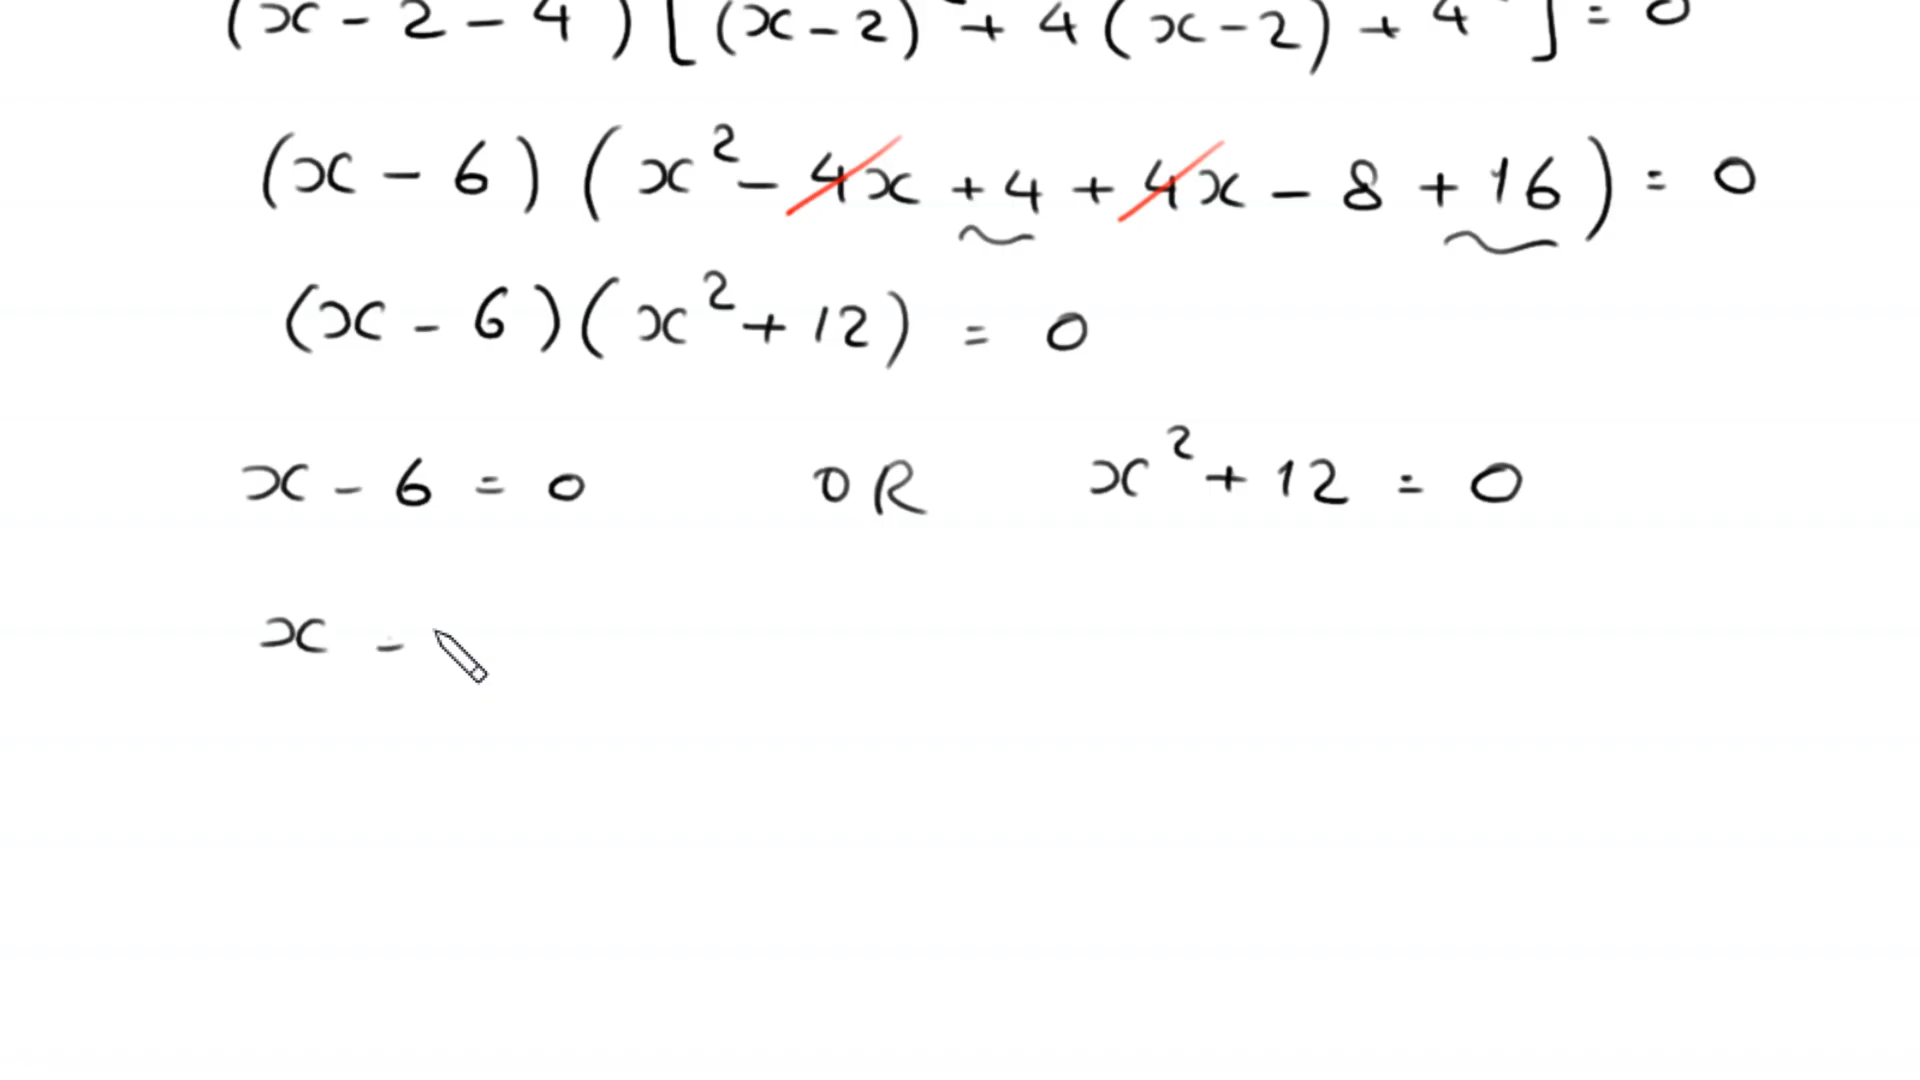 (x - 2 - 4) [(x - 2)² + 4(x - 2) + 4²] = 0
(x - 6) (x² - 4x + 4 + 4x - 8 + 16) = 0
(x - 6)(x² + 12) = 0
x - 6 = 0 OR x² + 12 = 0
x -